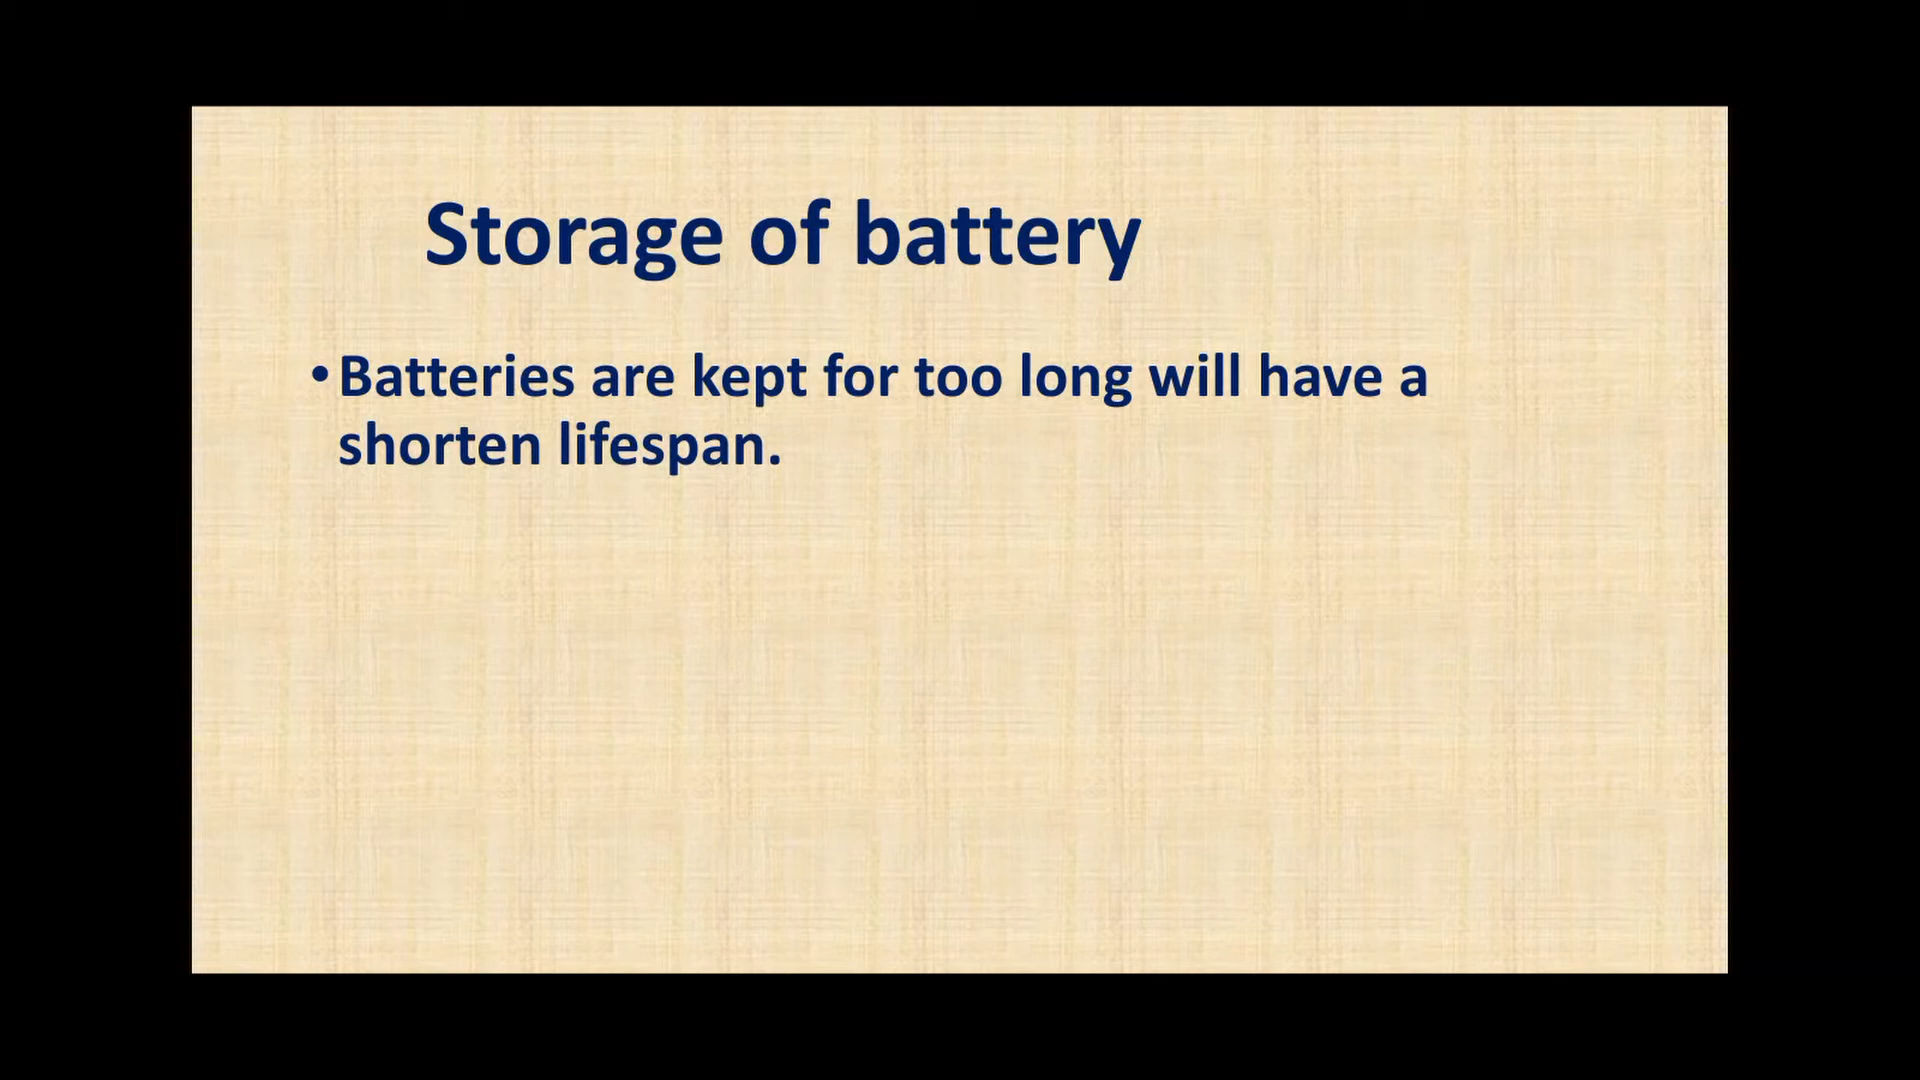 Storage of battery
•Batteries are kept for too long will have a
shorten lifespan.